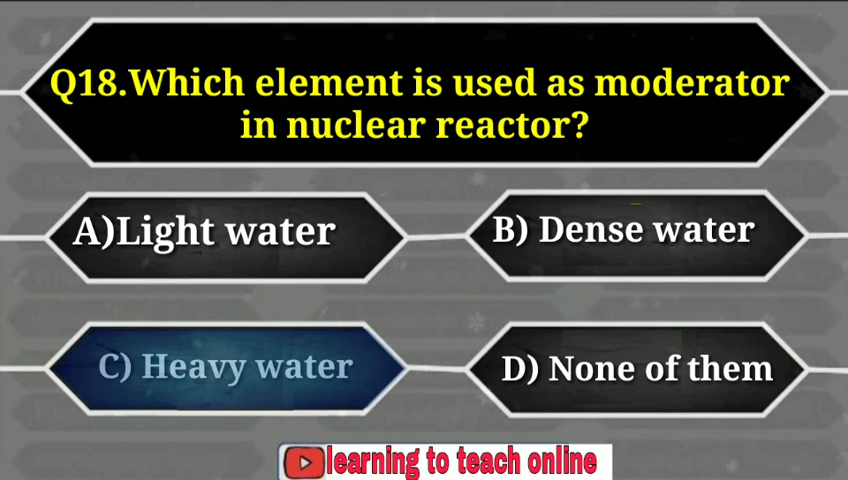 Q18.Which element is used as moderator
in nuclear reactor?
A)Light water
B) Dense water
C) Heavy water
D) None of them
learning to teach online